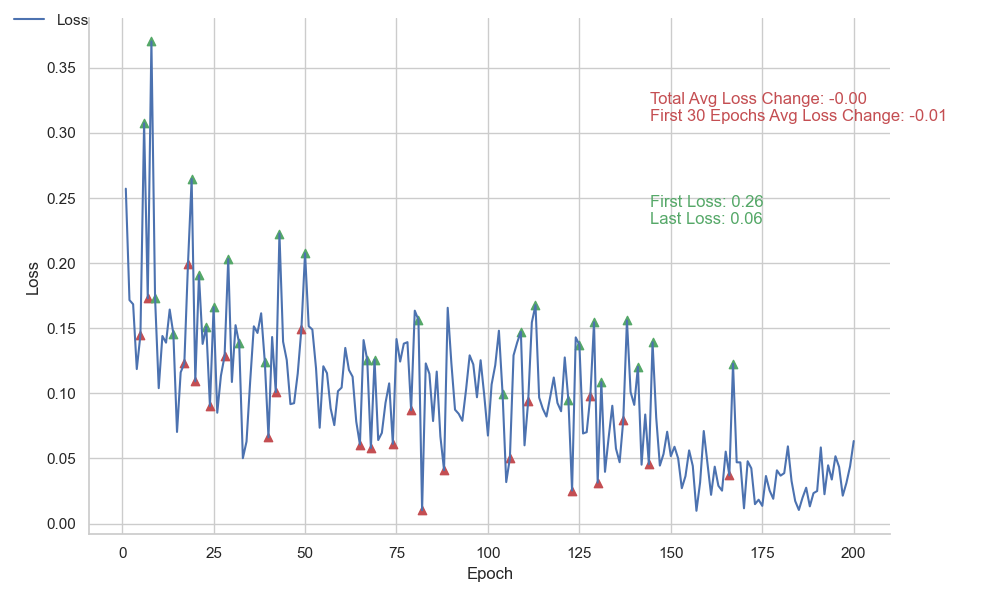 Loss
Total Avg Loss Change: -0.00
First 30 Epochs Avg Loss Change: -0.01
First Loss: 0.26
Last Loss: 0.06
Loss
0.35
0.30
0.25
0.20
0.15
0.10
0.05
0.00
0 25 50 75 100 125 150 175 200
Epoch